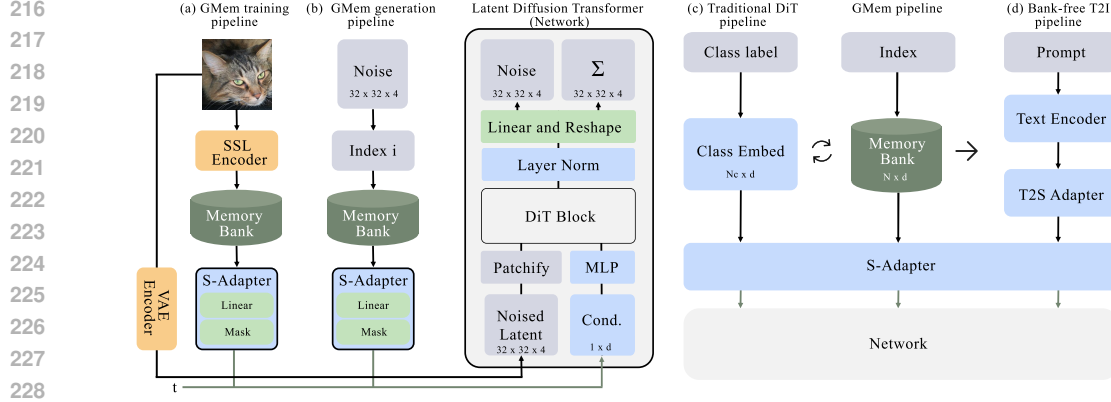 216
217
218
219
220
221
222
223
224
225
226
227
228
(a) GMem training
pipeline
SSL
Encoder
Memory
Bank
S-Adapter
Linear
Mask
VAE
Encoder
t
(b) GMem generation
pipeline
Noise
32 x 32 x 4
Index i
Memory
Bank
S-Adapter
Linear
Mask
Latent Diffusion Transformer
(Network)
Noise
32 x 32 x 4
Σ
32 x 32 x 4
Linear and Reshape
Layer Norm
DiT Block
Patchify
MLP
Noised
Latent
32 x 32 x 4
Cond.
1 x d
(c) Traditional DiT
pipeline
Class label
Class Embed
Nc x d
GMem pipeline
Index
Memory
Bank
N x d
(d) Bank-free T2I
pipeline
Prompt
Text Encoder
T2S Adapter
S-Adapter
Network